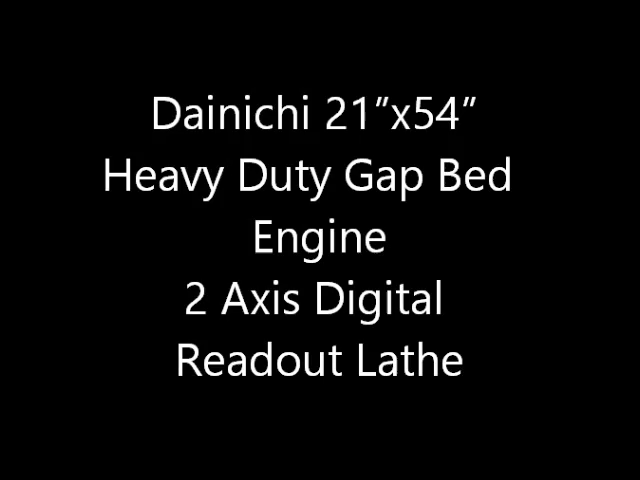 Dainichi 21”x54”
Heavy Duty Gap Bed
Engine
2 Axis Digital
Readout Lathe